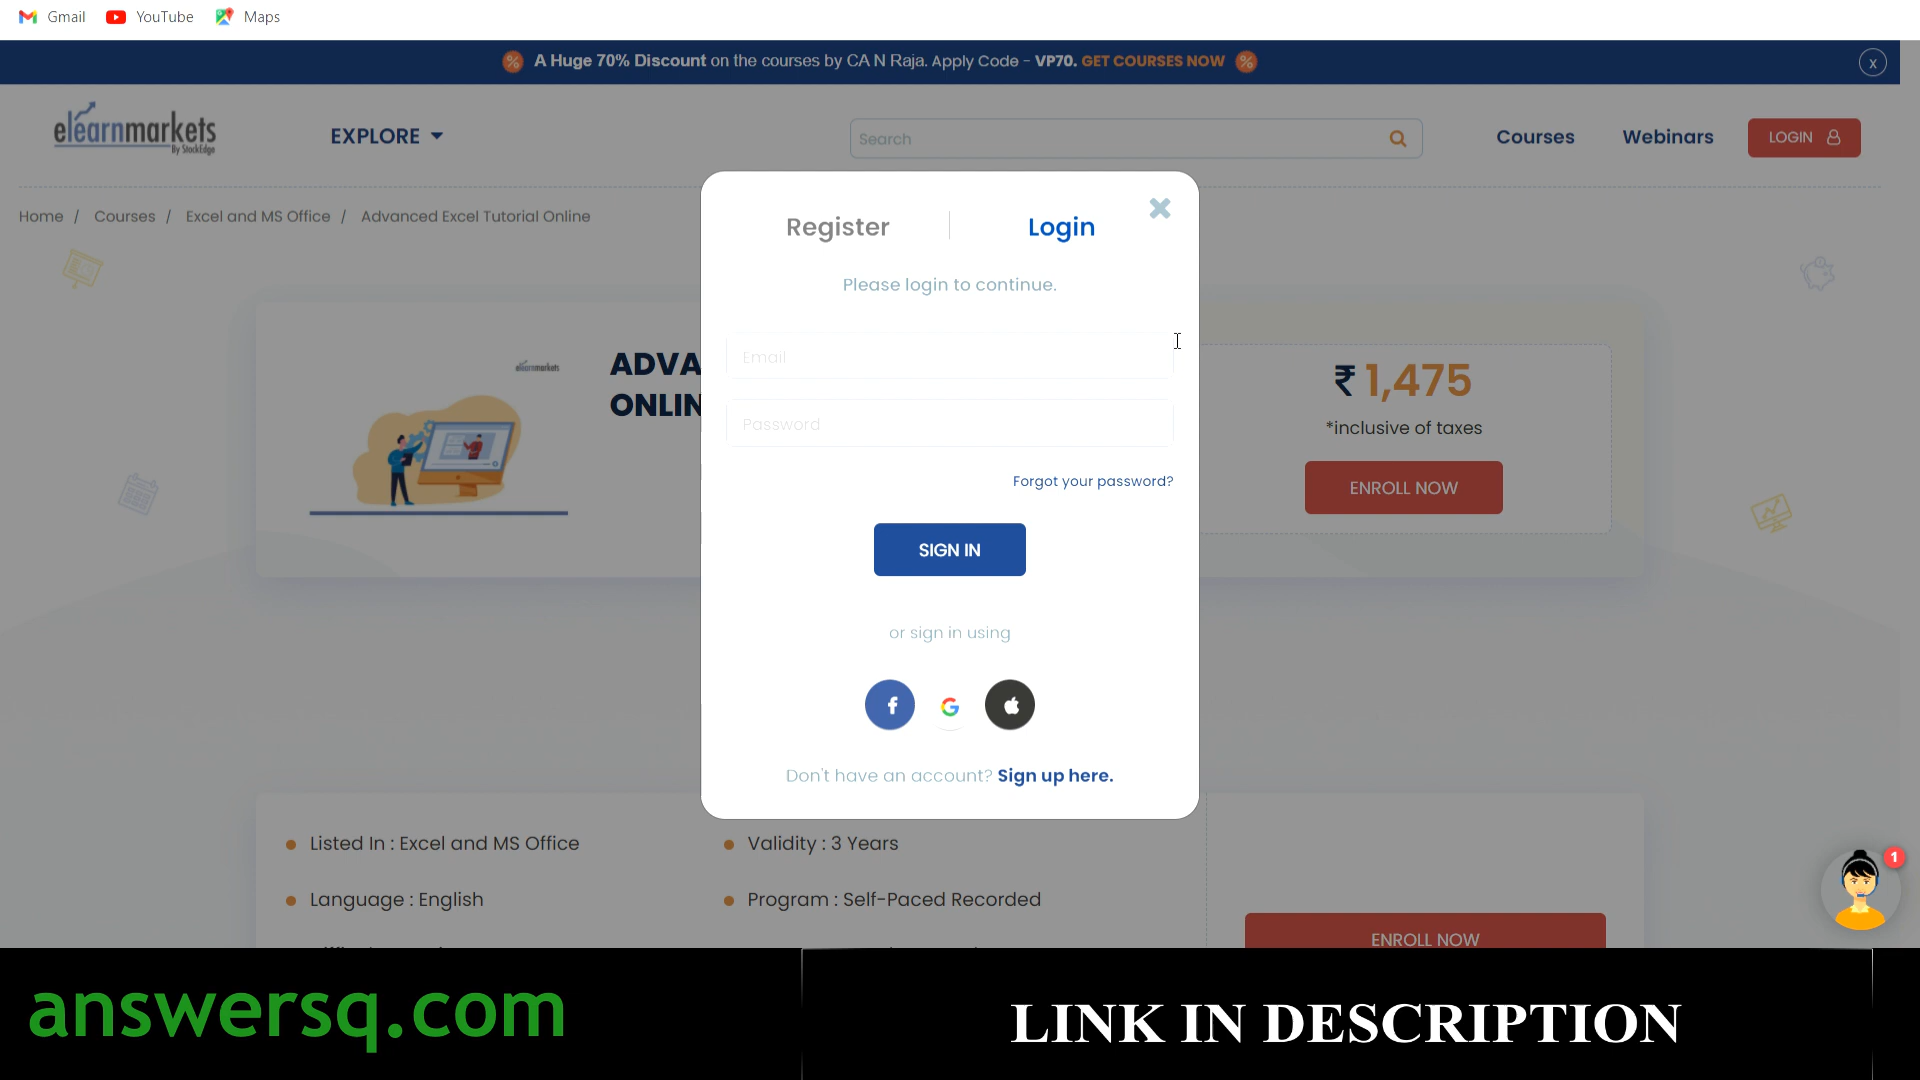 Gmail YouTube Maps
A Huge 70% Discount on the courses by CA N Raja. Apply Code - VP70. GET COURSES NOW
x
elearnmarkets
By StockEdge
EXPLORE
Search
Courses Webinars LOGIN
Home / Courses / Excel and MS Office / Advanced Excel Tutorial Online
Register Login
Please login to continue.
Email
Password
Forgot your password?
SIGN IN
or sign in using
Don't have an account? Sign up here.
elearnmarkets
ADVA
ONLIN
₹ 1,475
*inclusive of taxes
ENROLL NOW
Listed In : Excel and MS Office
Validity : 3 Years
Language : English
Program : Self-Paced Recorded
ENROLL NOW
1
answersq.com
LINK IN DESCRIPTION